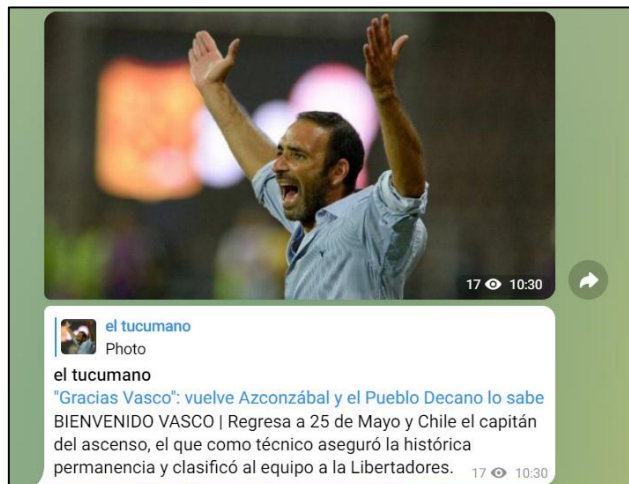 17 10:30
el tucumano
Photo
el tucumano
"Gracias Vasco": vuelve Azconzábal y el Pueblo Decano lo sabe
BIENVENIDO VASCO | Regresa a 25 de Mayo y Chile el capitán
del ascenso, el que como técnico aseguró la histórica
permanencia y clasificó al equipo a la Libertadores. 17 10:30